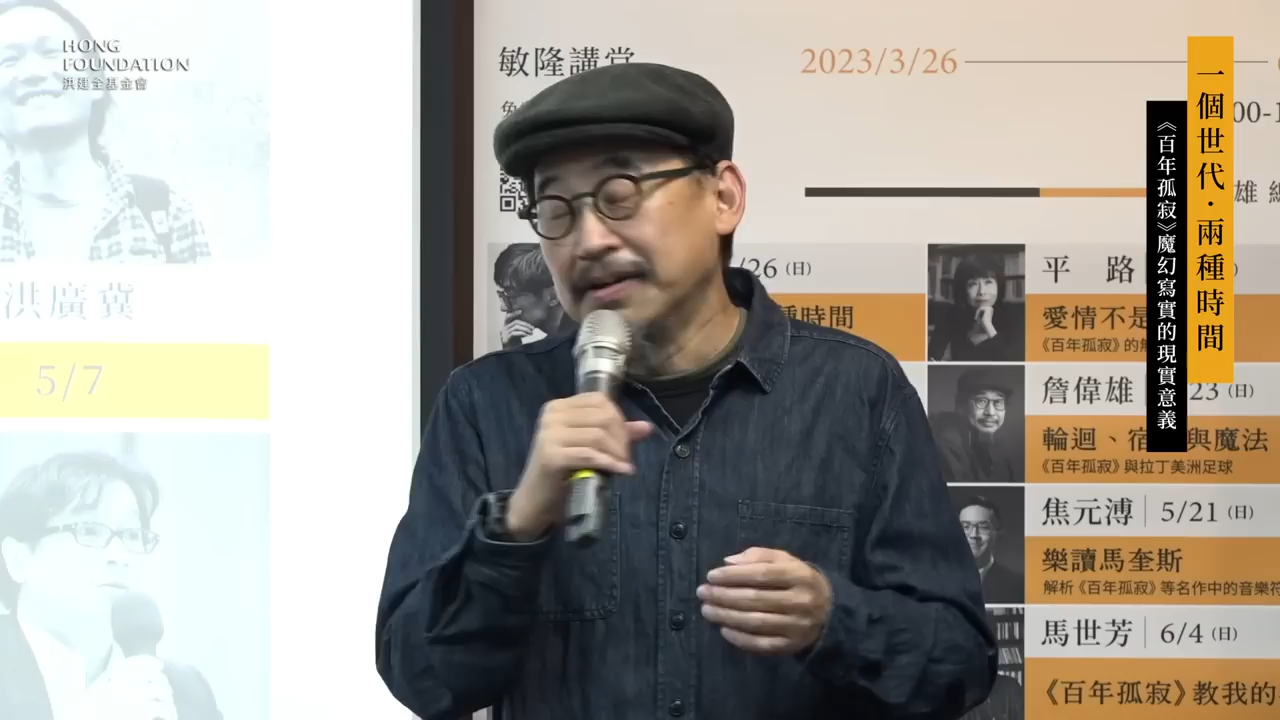 HONG
FOUNDATION
洪建全基金會
洪廣冀
5/7
敏隆講堂
2023/3/26
00-1
雄 總
/26 (日)
種時間
平 路
愛情不是
《百年孤寂》的
詹偉雄
23 (日)
輪迴、宿 與魔法
《百年孤寂》與拉丁美洲足球
焦元溥 5/21 (日)
樂讀馬奎斯
解析《百年孤寂》等名作中的音樂符
馬世芳 6/4 (日)
《百年孤寂》教我的
一個世代・兩種時間
《百年孤寂》魔幻寫實的現實意義